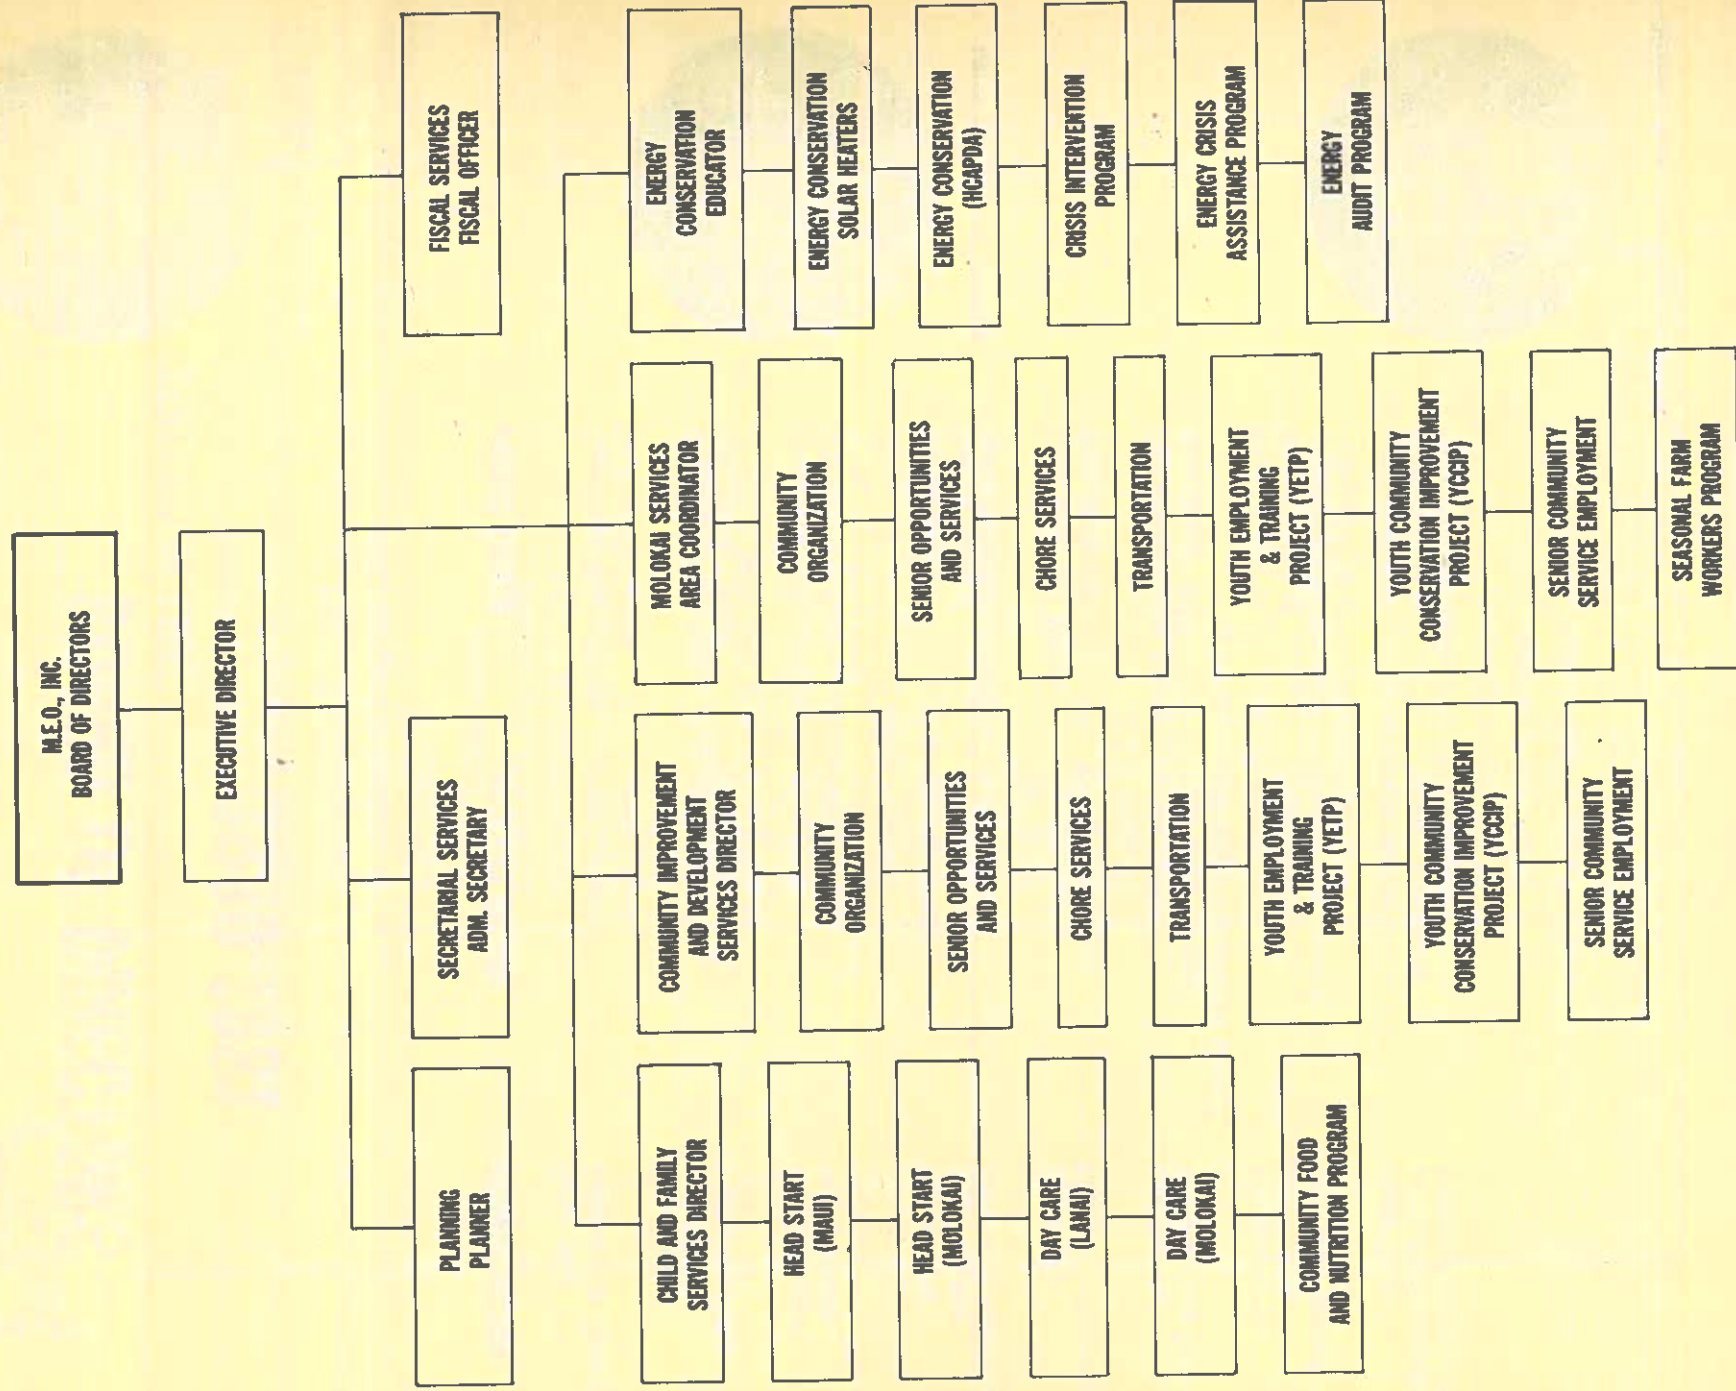 M.E.O., INC.
BOARD OF DIRECTORS
EXECUTIVE DIRECTOR
PLANNING
PLANNER
SECRETARIAL SERVICES
ADM. SECRETARY
FISCAL SERVICES
FISCAL OFFICER
CHILD AND FAMILY
SERVICES DIRECTOR
HEAD START
(MAUI)
HEAD START
(MOLOKAI)
DAY CARE
(LANAI)
DAY CARE
(MOLOKAI)
COMMUNITY FOOD
AND NUTRITION PROGRAM
COMMUNITY IMPROVEMENT
AND DEVELOPMENT
SERVICES DIRECTOR
COMMUNITY
ORGANIZATION
SENIOR OPPORTUNITIES
AND SERVICES
CHORE SERVICES
TRANSPORTATION
YOUTH EMPLOYMENT
& TRAINING
PROJECT (YETP)
YOUTH COMMUNITY
CONSERVATION IMPROVEMENT
PROJECT (YCCIP)
SENIOR COMMUNITY
SERVICE EMPLOYMENT
MOLOKAI SERVICES
AREA COORDINATOR
COMMUNITY
ORGANIZATION
SENIOR OPPORTUNITIES
AND SERVICES
CHORE SERVICES
TRANSPORTATION
YOUTH EMPLOYMENT
& TRAINING
PROJECT (YETP)
YOUTH COMMUNITY
CONSERVATION IMPROVEMENT
PROJECT (YCCIP)
SENIOR COMMUNITY
SERVICE EMPLOYMENT
SEASONAL FARM
WORKERS PROGRAM
ENERGY
CONSERVATION
EDUCATOR
ENERGY CONSERVATION
SOLAR HEATERS
ENERGY CONSERVATION
(HCAPDA)
CRISIS INTERVENTION
PROGRAM
ENERGY CRISIS
ASSISTANCE PROGRAM
ENERGY
AUDIT PROGRAM